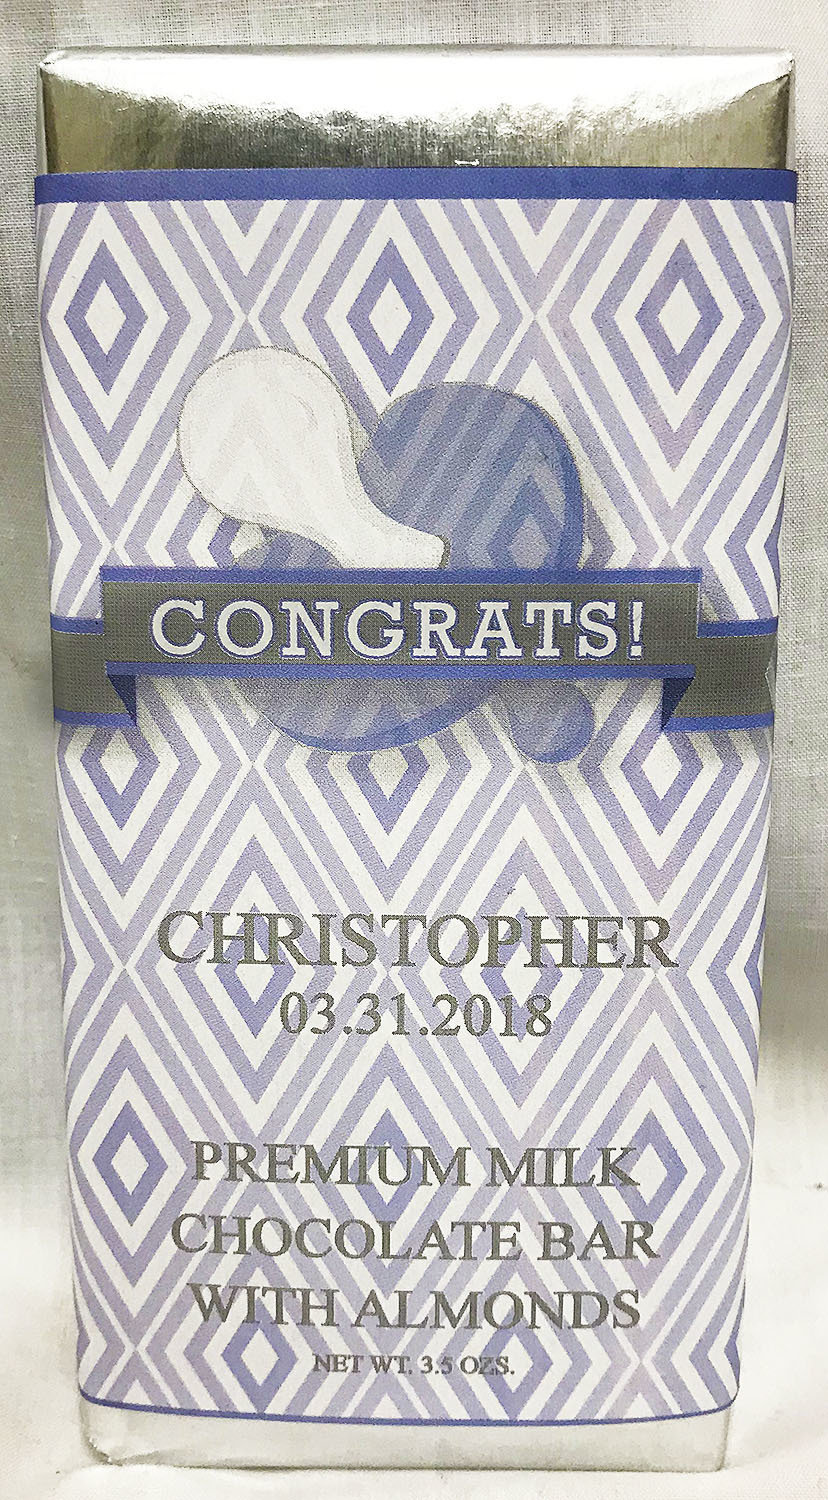 CONGRATS!
CHRISTOPHER
03.31.2018
PREMIUM MILK
CHOCOLATE BAR
WITH ALMONDS
NET WT. 3.5 OZS.